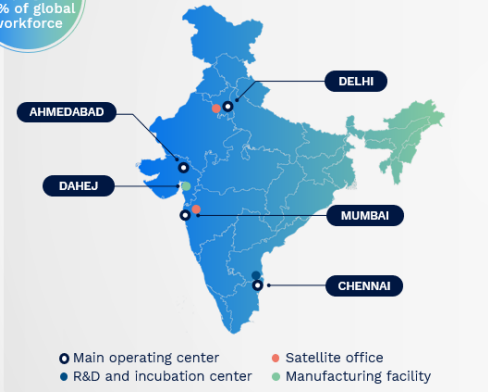 % of global
workforce
DELHI
AHMEDABAD
DAHEJ
MUMBAI
CHENNAI
Main operating center
Satellite office
R&D and incubation center
Manufacturing facility